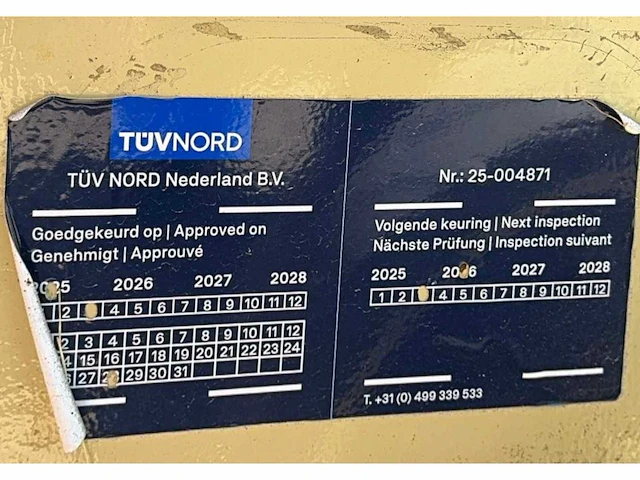 TÜVNORD
TÜV NORD Nederland B.V.
Goedgekeurd op | Approved on
Genehmigt | Approuvé
2025 2026 2027 2028
2 4 5 6 7 8 9 10 11 12
2 3 4 5 6 7 8 9 10 11 12
15 16 17 18 19 20 21 22 23 24
27 29 30 31
Nr.: 25-004871
Volgende keuring | Next inspection
Nächste Prüfung | Inspection suivant
2025 2026 2027 2028
1 2 4 5 6 7 8 9 10 11 12
T. +31 (0) 499 339 533